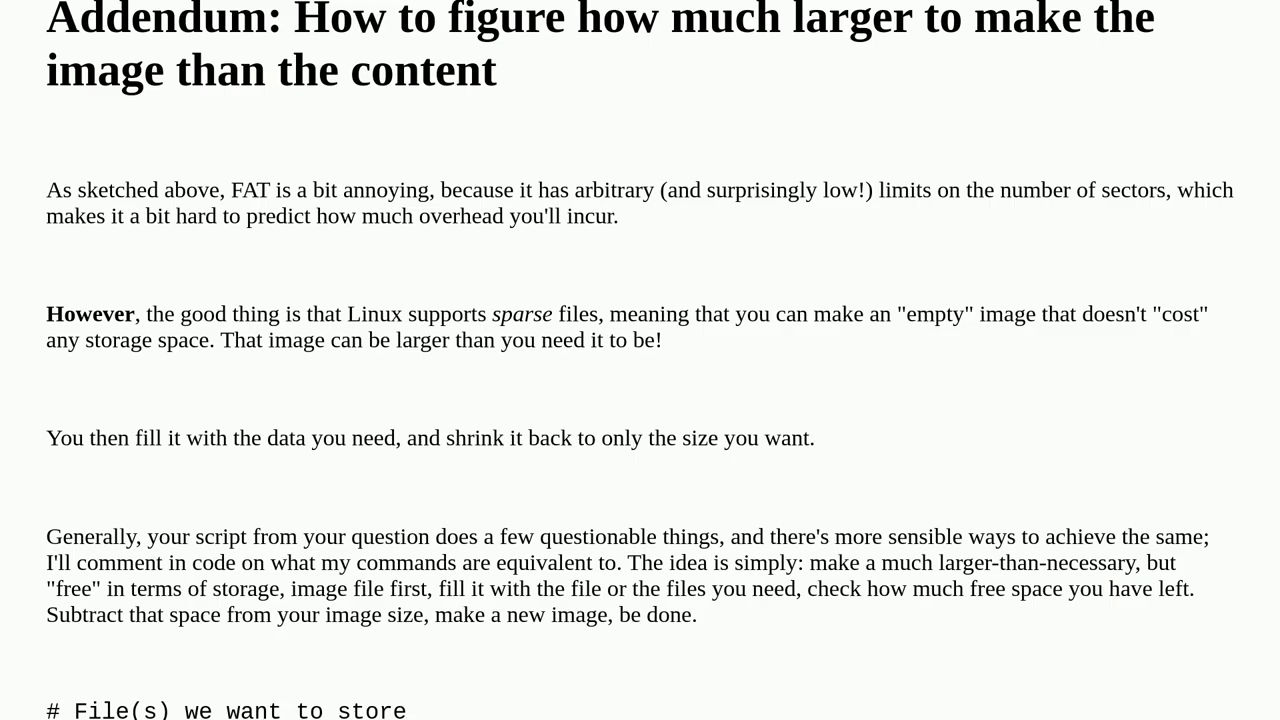 Addendum: How to figure how much larger to make the
image than the content
As sketched above, FAT is a bit annoying, because it has arbitrary (and surprisingly low!) limits on the number of sectors, which
makes it a bit hard to predict how much overhead you'll incur.
However, the good thing is that Linux supports sparse files, meaning that you can make an "empty" image that doesn't "cost"
any storage space. That image can be larger than you need it to be!
You then fill it with the data you need, and shrink it back to only the size you want.
Generally, your script from your question does a few questionable things, and there's more sensible ways to achieve the same;
I'll comment in code on what my commands are equivalent to. The idea is simply: make a much larger-than-necessary, but
"free" in terms of storage, image file first, fill it with the file or the files you need, check how much free space you have left.
Subtract that space from your image size, make a new image, be done.
# File(s) we want to store